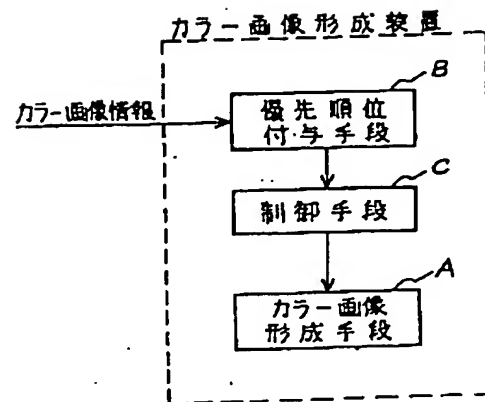 カラー画像形成装置
B
カラー画像情報
優先順位
付与手段
C
制御手段
A
カラー画像
形成手段